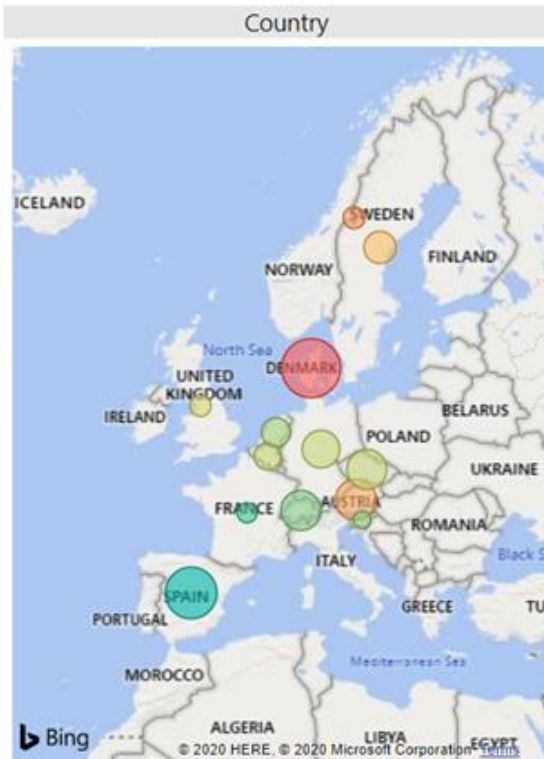 Country
ICELAND
SWEDEN
FINLAND
NORWAY
North Sea
DENMARK
UNITED
KINGDOM
IRELAND
BELARUS
POLAND
UKRAINE
FRANCE
AUSTRIA
ROMANIA
ITALY
Black S
SPAIN
PORTUGAL
GREECE
TU
Mediterranean Sea
MOROCCO
ALGERIA
LIBYA
EGYPT
Bing
© 2020 HERE, © 2020 Microsoft Corporation Terms